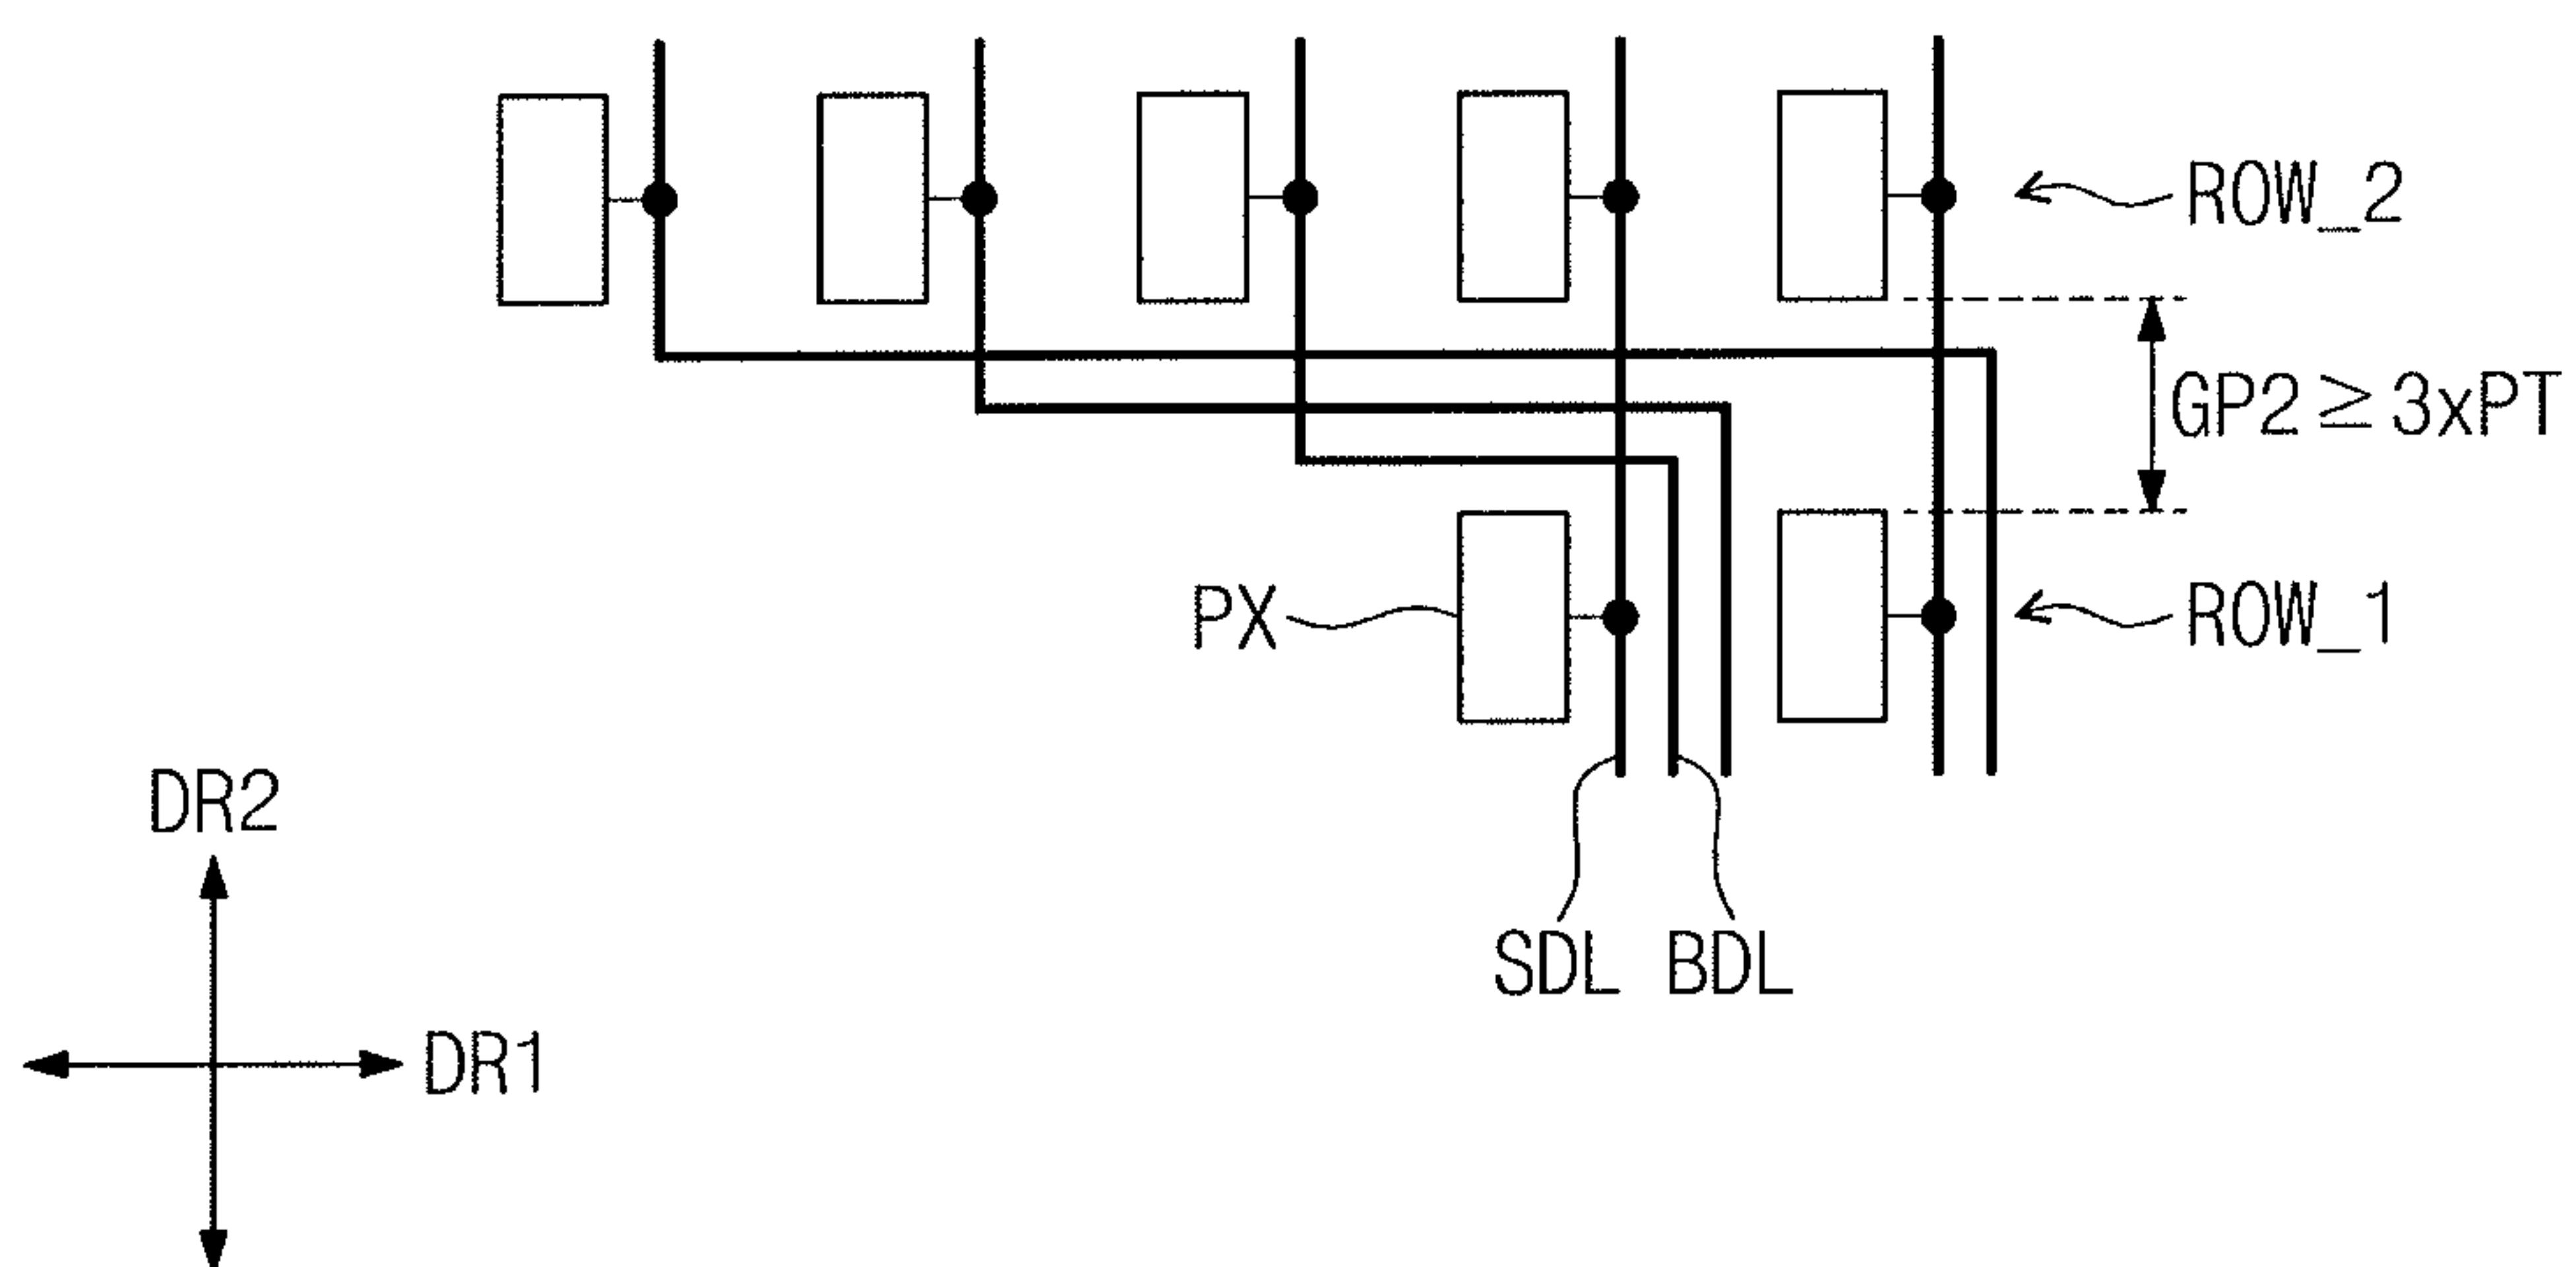 ROW_2
GP2 ≥ 3xPT
PX
ROW_1
DR2
SDL BDL
DR1